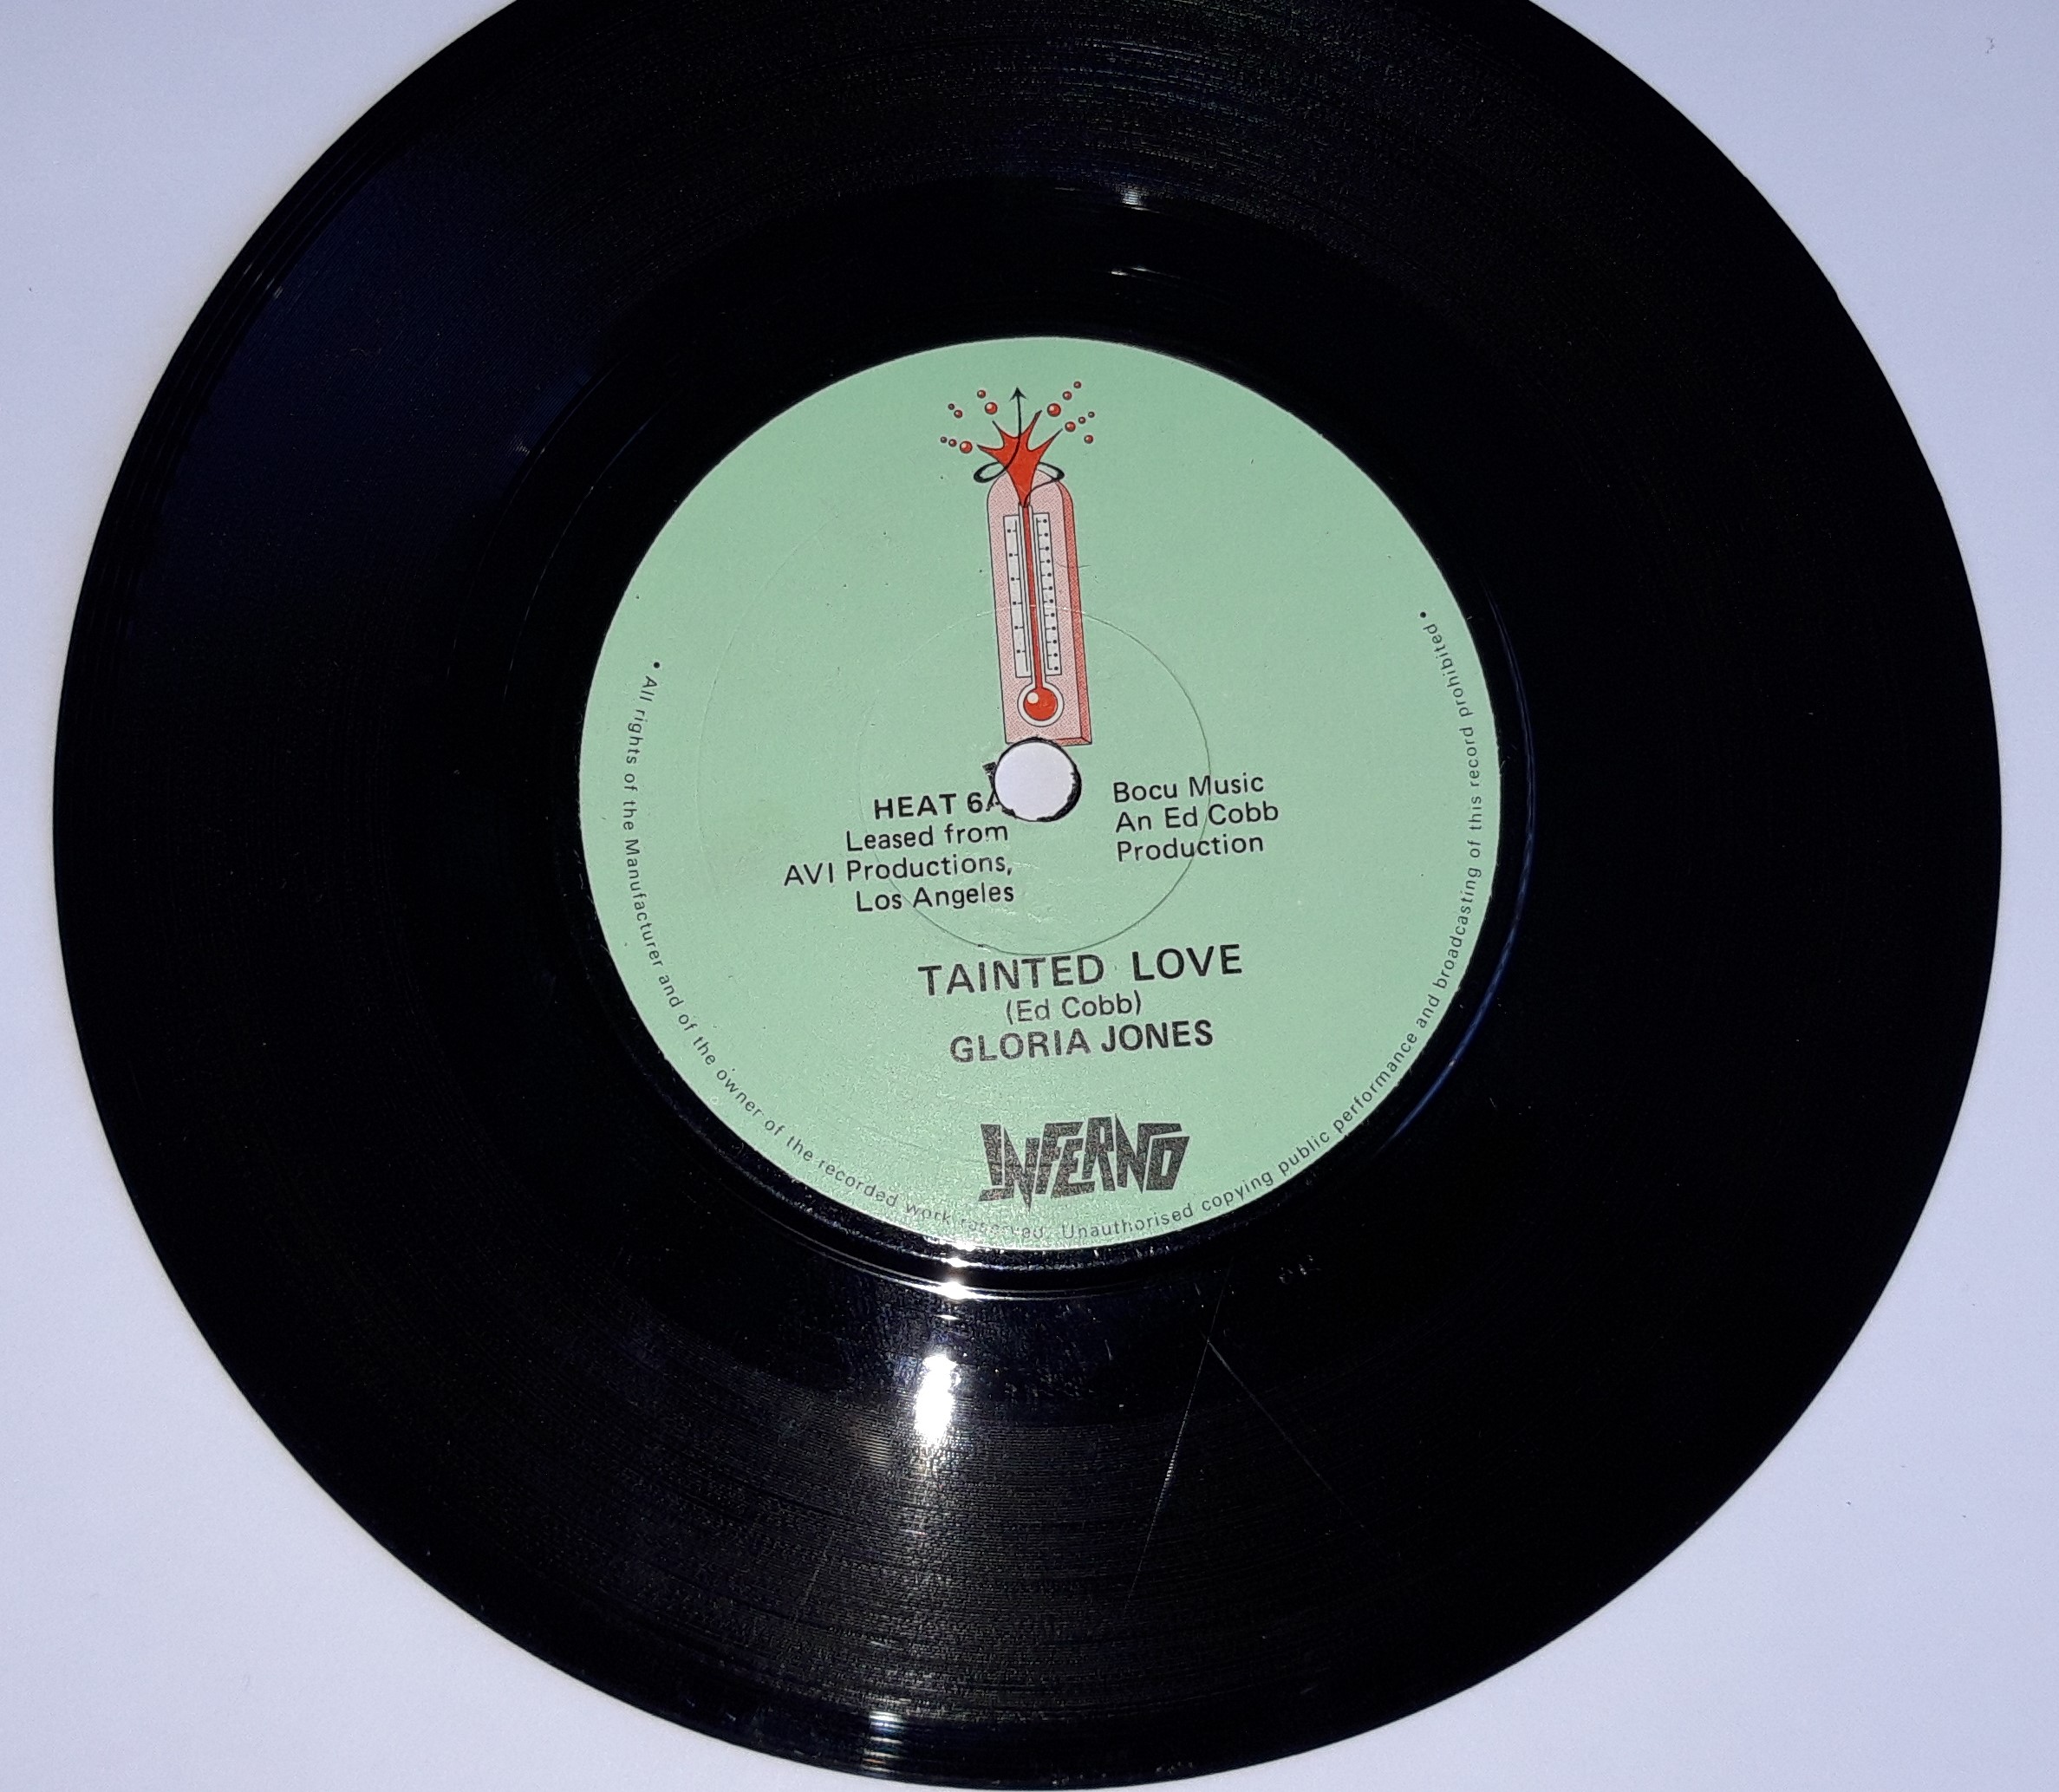 HEAT 6A
Leased from
AVI Productions,
Los Angeles
Bocu Music
An Ed Cobb
Production
TAINTED LOVE
(Ed Cobb)
GLORIA JONES
INFERNO
• All rights of the Manufacturer and of the owner of the recorded work reserved. Unauthorised copying public performance and broadcasting of this record prohibited •